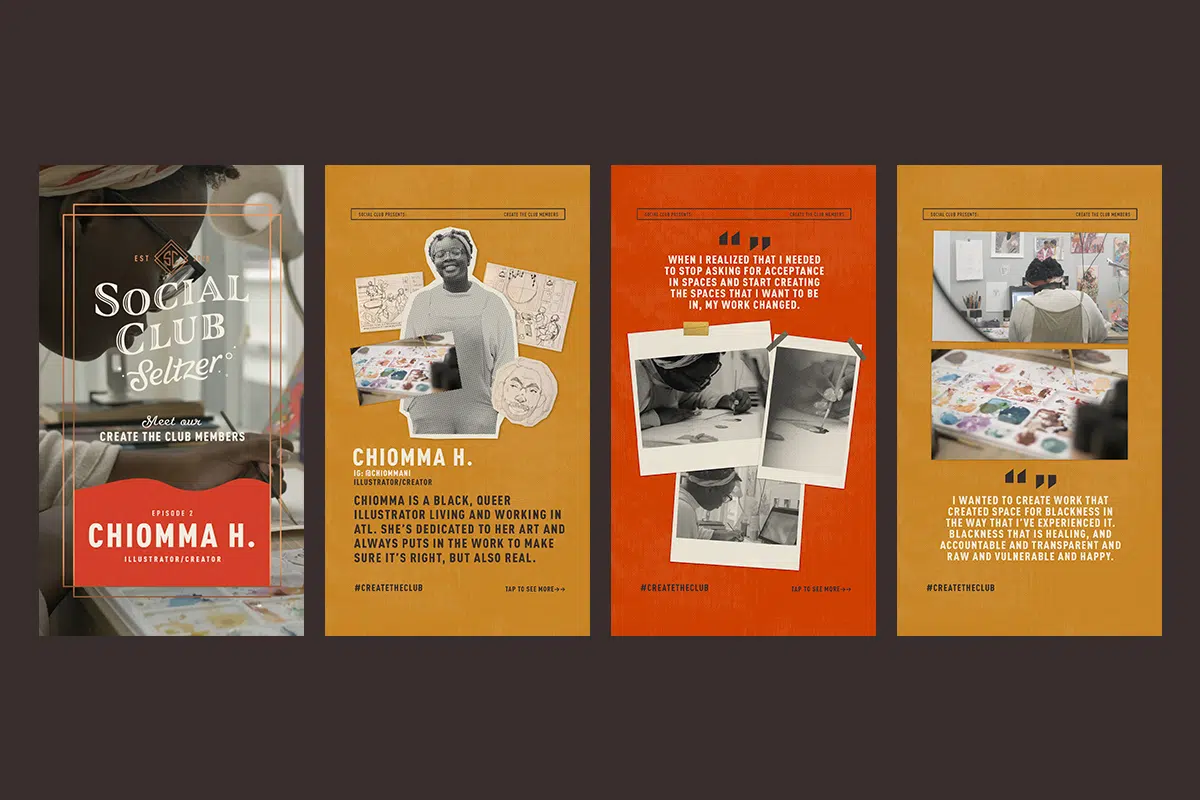 EST
SC
SOCIAL
CLUB
Seltzer
Meet our
CREATE THE CLUB MEMBERS
EPISODE 2
CHIOMMA H.
ILLUSTRATOR/CREATOR
SOCIAL CLUB PRESENTS: CREATE THE CLUB MEMBERS
CHIOMMA H.
IG: @CHIOMMANI
ILLUSTRATOR/CREATOR
CHIOMMA IS A BLACK, QUEER
ILLUSTRATOR LIVING AND WORKING IN
ATL. SHE'S DEDICATED TO HER ART AND
ALWAYS PUTS IN THE WORK TO MAKE
SURE IT'S RIGHT, BUT ALSO REAL.
#CREATETHECLUB TAP TO SEE MORE→→
SOCIAL CLUB PRESENTS: CREATE THE CLUB MEMBERS
""
WHEN I REALIZED THAT I NEEDED
TO STOP ASKING FOR ACCEPTANCE
IN SPACES AND START CREATING
THE SPACES THAT I WANT TO BE
IN, MY WORK CHANGED.
#CREATETHECLUB TAP TO SEE MORE→→
SOCIAL CLUB PRESENTS: CREATE THE CLUB MEMBERS
""
I WANTED TO CREATE WORK THAT
CREATED SPACE FOR BLACKNESS IN
THE WAY THAT I'VE EXPERIENCED IT.
BLACKNESS THAT IS HEALING, AND
ACCOUNTABLE AND TRANSPARENT AND
RAW AND VULNERABLE AND HAPPY.
#CREATETHECLUB